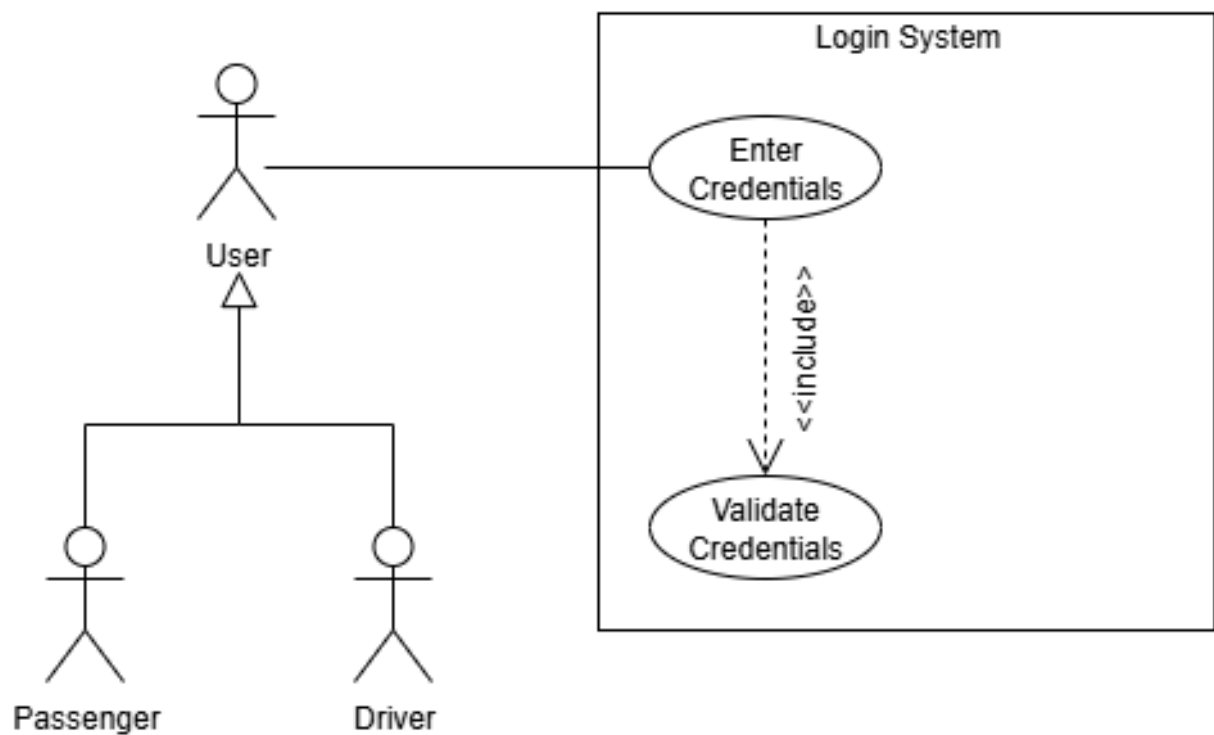 Login System
Enter
Credentials
User
<<include>>
Validate
Credentials
Passenger
Driver